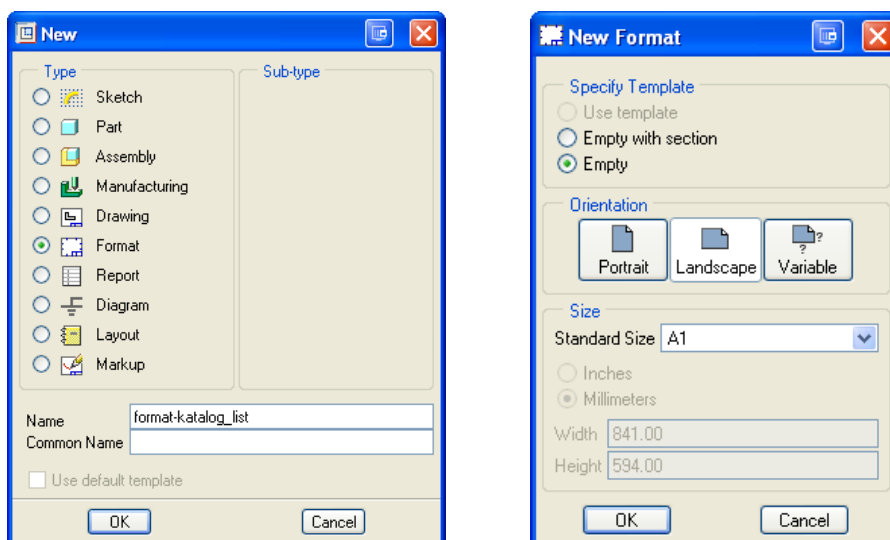 New
Type
Sub-type
Sketch
Part
Assembly
Manufacturing
Drawing
Format
Report
Diagram
Layout
Markup
Name format-katalog_list
Common Name
Use default template
OK Cancel
New Format
Specify Template
Use template
Empty with section
Empty
Orientation
Portrait Landscape Variable
Size
Standard Size A1
Inches
Millimeters
Width 841.00
Height 594.00
OK Cancel